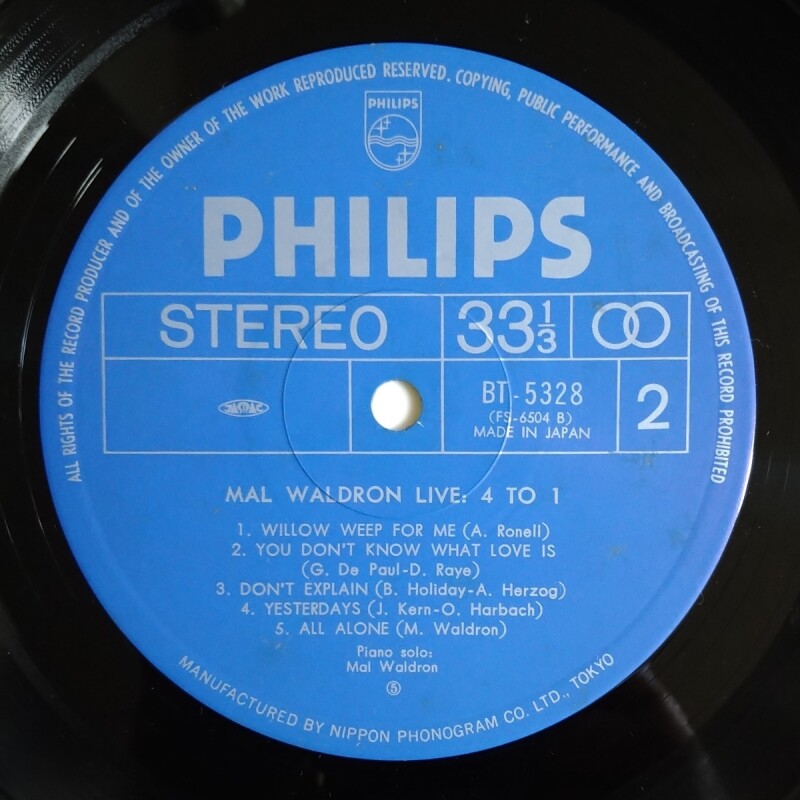 ALL RIGHTS OF THE RECORD PRODUCER AND OF THE OWNER OF THE WORK REPRODUCED RESERVED. COPYING, PUBLIC PERFORMANCE AND BROADCASTING OF THIS RECORD PROHIBITED
PHILIPS
PHILIPS
STEREO
33 1/3
BT-5328
(FS-6504 B)
MADE IN JAPAN
2
MAL WALDRON LIVE: 4 TO 1
1. WILLOW WEEP FOR ME (A. Ronell)
2. YOU DON'T KNOW WHAT LOVE IS
(G. De Paul-D. Raye)
3. DON'T EXPLAIN (B. Holiday-A. Herzog)
4. YESTERDAYS (J. Kern-O. Harbach)
5. ALL ALONE (M. Waldron)
Piano solo:
Mal Waldron
⑤
MANUFACTURED BY NIPPON PHONOGRAM CO. LTD., TOKYO